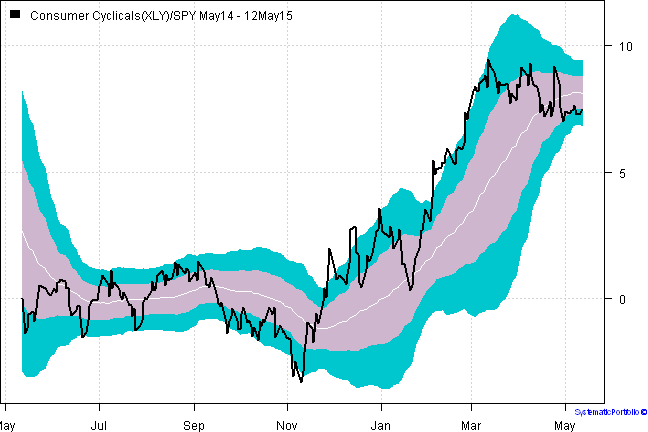 Consumer Cyclicals(XLY)/SPY May14 - 12May15
10
5
0
May Jul Sep Nov Jan Mar May
SystematicPortfolio ©